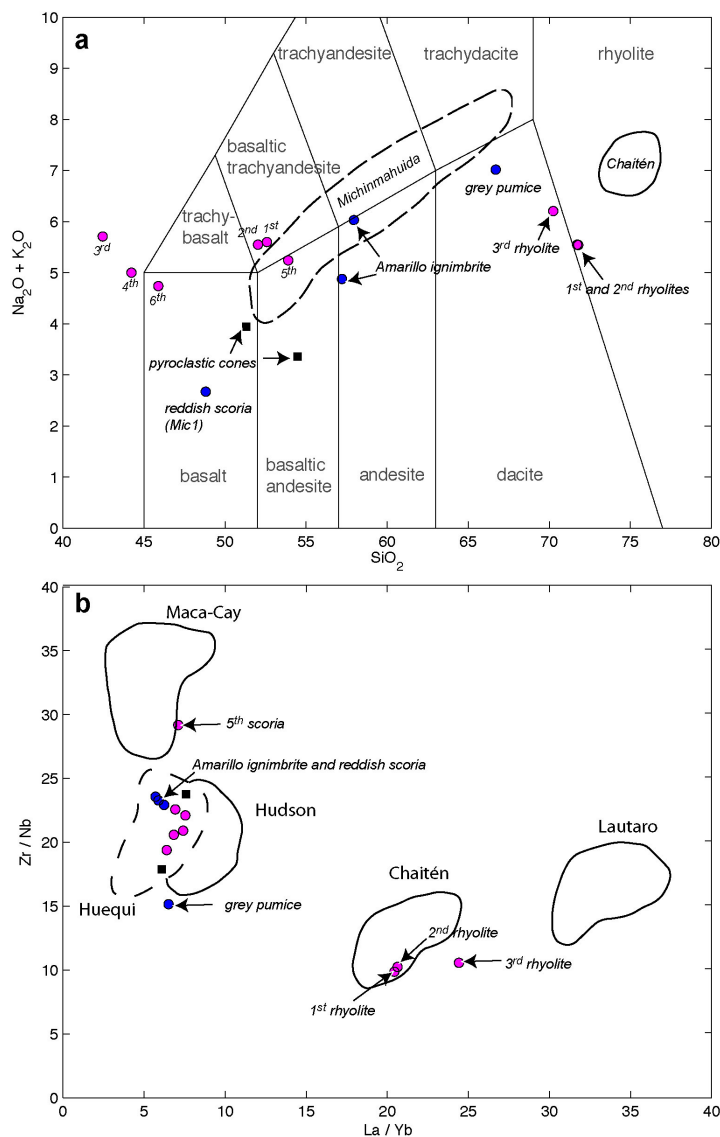 a
10
9
8
7
6
5
4
3
2
1
0
Na2O + K2O
trachyandesite
trachydacite
rhyolite
basaltic
trachyandesite
Michinmahuida
Chaitén
grey pumice
trachy-
basalt
2nd 1st
3rd
3rd rhyolite
4th
5th
Amarillo ignimbrite
6th
1st and 2nd rhyolites
pyroclastic cones
reddish scoria
(Mic1)
basalt
basaltic
andesite
andesite
dacite
40 45 50 55 60 65 70 75 80
SiO2
b
40
35
30
25
20
15
10
5
0
Zr / Nb
Maca-Cay
5th scoria
Amarillo ignimbrite and reddish scoria
Hudson
Lautaro
Chaitén
Huequi
grey pumice
2nd rhyolite
3rd rhyolite
1st rhyolite
0 5 10 15 20 25 30 35 40
La / Yb